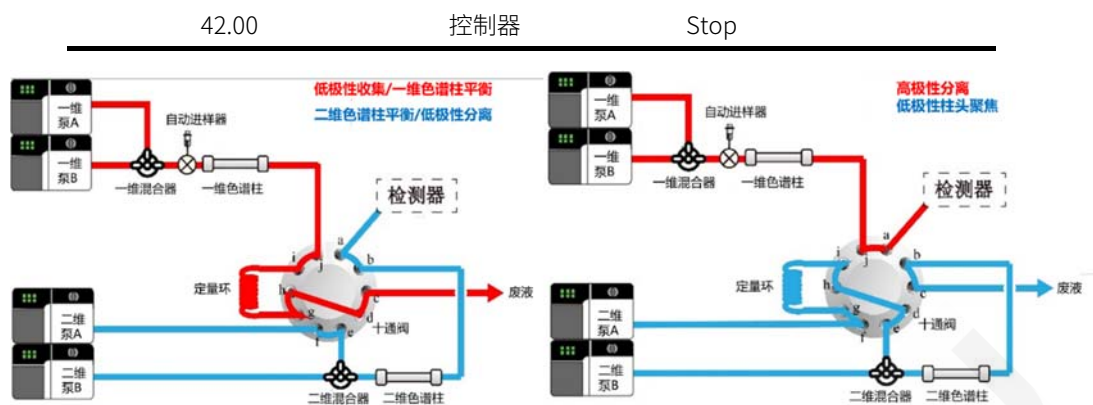 42.00 控制器 Stop
低极性收集/一维色谱柱平衡
二维色谱柱平衡/低极性分离
一维
泵A
一维
泵B
自动进样器
一维混合器
一维色谱柱
检测器
a
b
c
d
e
f
g
h
i
j
定量环
废液
十通阀
二维
泵A
二维
泵B
二维混合器
二维色谱柱
高极性分离
低极性柱头聚焦
一维
泵A
一维
泵B
自动进样器
一维混合器
一维色谱柱
检测器
a
b
c
d
e
f
g
h
i
j
定量环
废液
十通阀
二维
泵A
二维
泵B
二维混合器
二维色谱柱